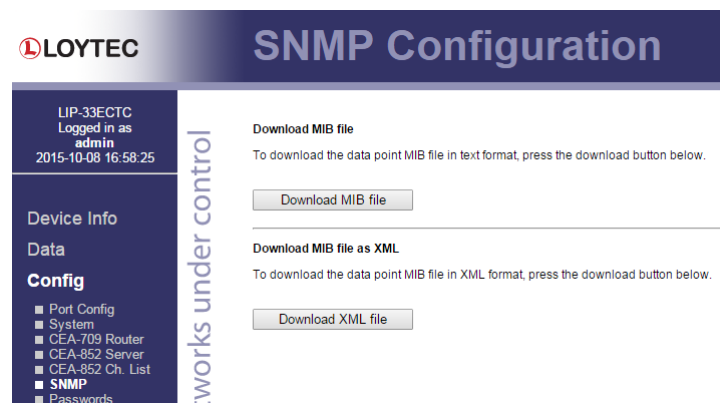 LOYTEC
SNMP Configuration
LIP-33ECTC
Logged in as
admin
2015-10-08 16:58:25
Device Info
Data
Config
Port Config
System
CEA-709 Router
CEA-852 Server
CEA-852 Ch. List
SNMP
Passwords
under control
Download MIB file
To download the data point MIB file in text format, press the download button below.
Download MIB file
Download MIB file as XML
To download the data point MIB file in XML format, press the download button below.
Download XML file